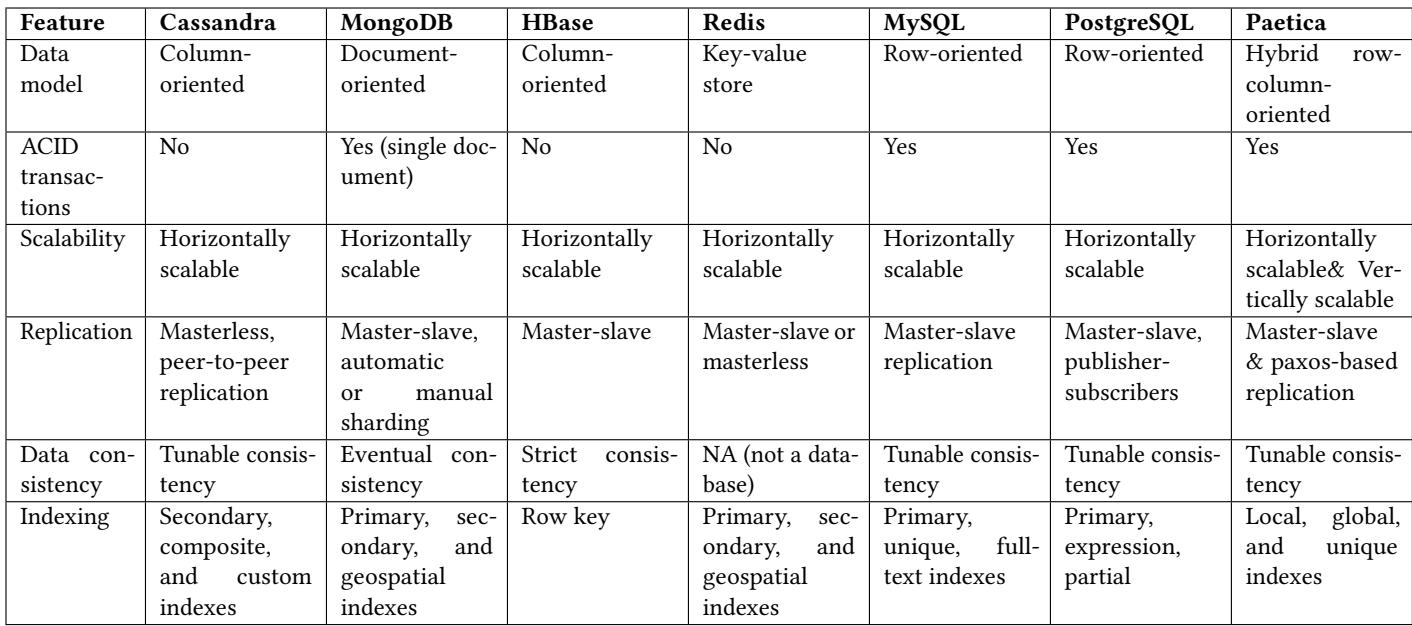 Feature Cassandra MongoDB HBase Redis MySQL PostgreSQL Paetica
Data model Column-oriented Document-oriented Column-oriented Key-value store Row-oriented Row-oriented Hybrid row-column-oriented
ACID transac-tions No Yes (single doc-ument) No No Yes Yes Yes
Scalability Horizontally scalable Horizontally scalable Horizontally scalable Horizontally scalable Horizontally scalable Horizontally scalable Horizontally scalable& Ver-tically scalable
Replication Masterless, peer-to-peer replication Master-slave, automatic or manual sharding Master-slave Master-slave or masterless Master-slave replication Master-slave, publisher-subscribers Master-slave & paxos-based replication
Data con-sistency Tunable consis-tency Eventual con-sistency Strict consis-tency NA (not a data-base) Tunable consis-tency Tunable consis-tency Tunable consis-tency
Indexing Secondary, composite, and custom indexes Primary, sec-ondary, and geospatial indexes Row key Primary, sec-ondary, and geospatial indexes Primary, unique, full-text indexes Primary, expression, partial Local, global, and unique indexes